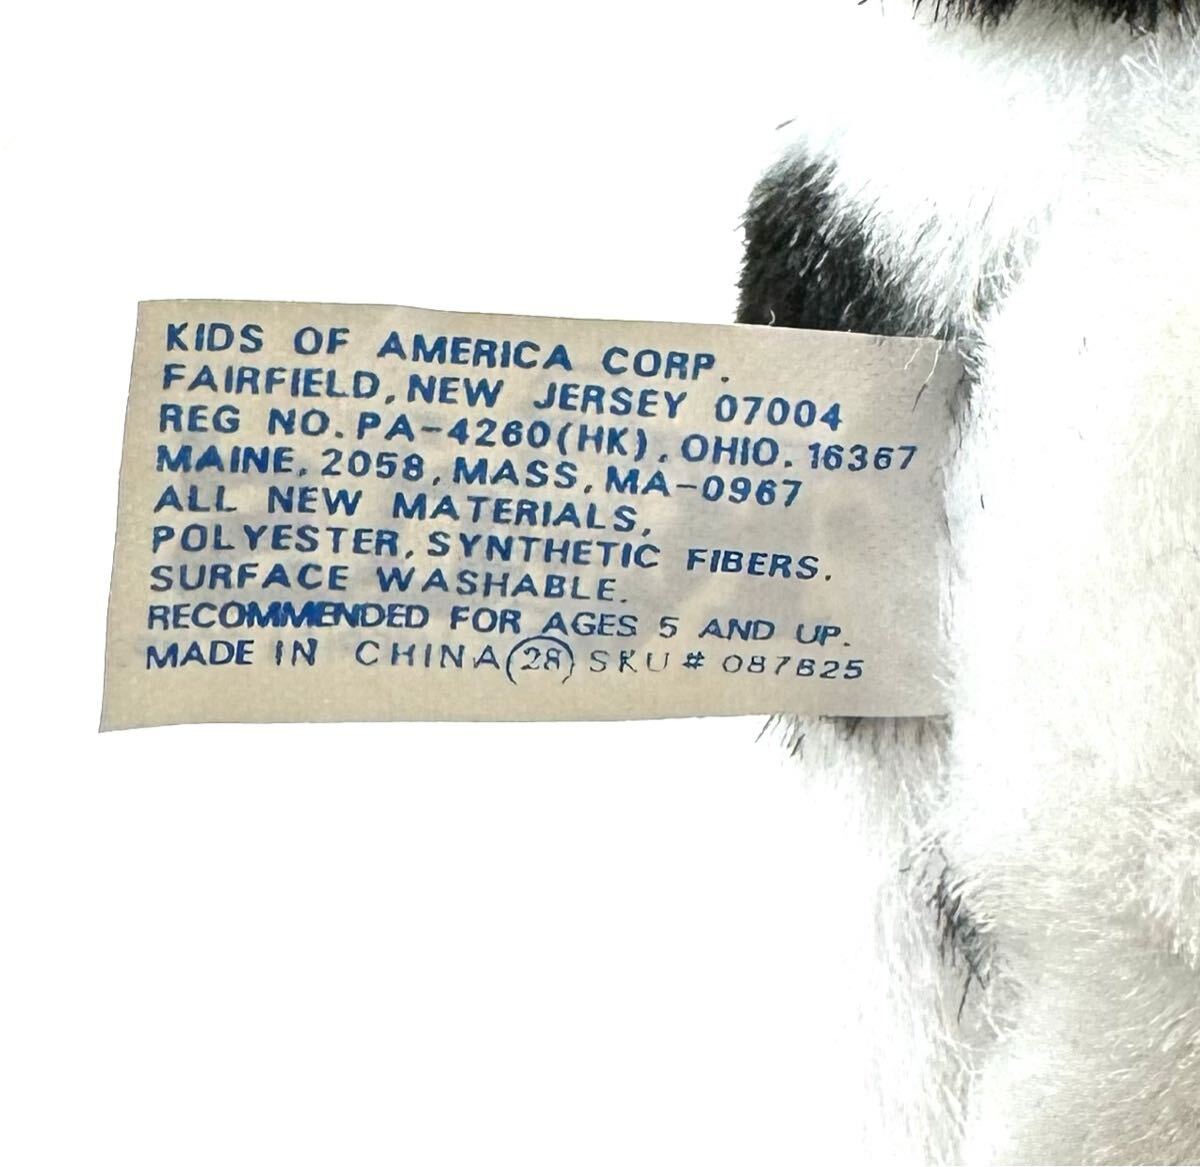 KIDS OF AMERICA CORP.
FAIRFIELD, NEW JERSEY 07004
REG NO. PA-4260(HK), OHIO. 16367
MAINE, 2058, MASS, MA-0967
ALL NEW MATERIALS,
POLYESTER, SYNTHETIC FIBERS.
SURFACE WASHABLE.
RECOMMENDED FOR AGES 5 AND UP.
MADE IN CHINA (28) SKU # 087825